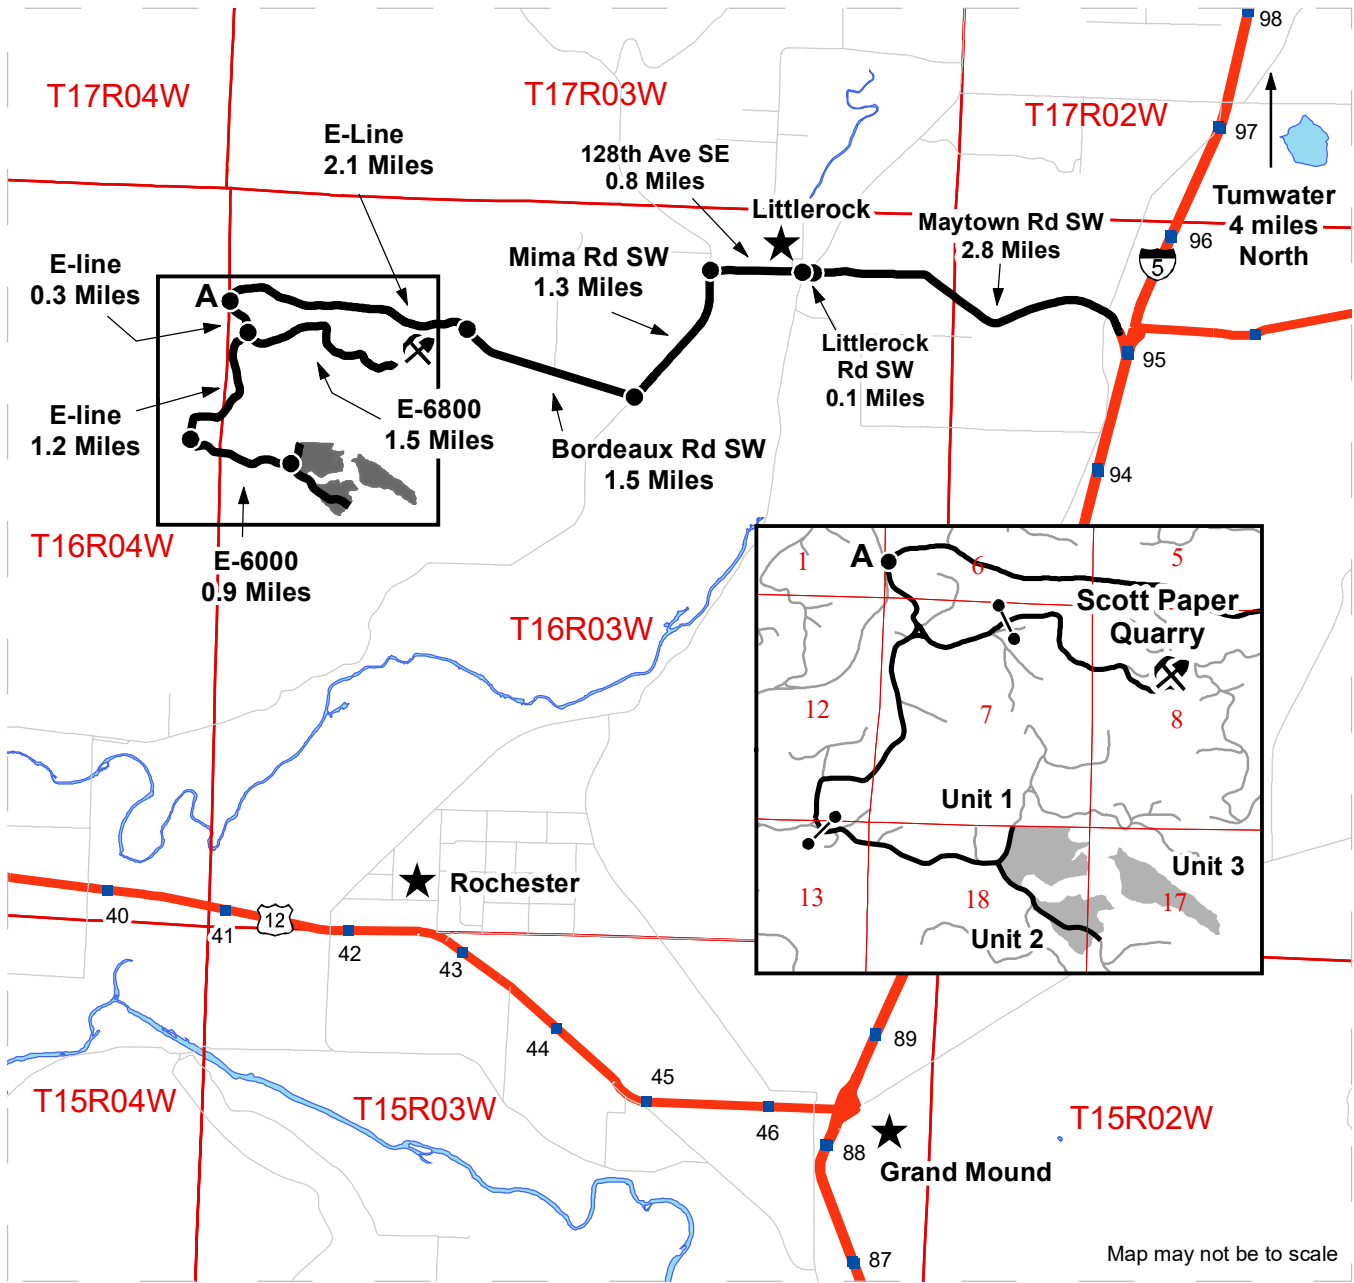 98
T17R04W
T17R03W
T17R02W
97
E-Line
2.1 Miles
128th Ave SE
0.8 Miles
Tumwater
4 miles
North
Littlerock
Maytown Rd SW
2.8 Miles
96
5
Mima Rd SW
1.3 Miles
E-line
0.3 Miles
A
Littlerock
Rd SW
0.1 Miles
95
E-line
1.2 Miles
E-6800
1.5 Miles
Bordeaux Rd SW
1.5 Miles
94
T16R04W
E-6000
0.9 Miles
T16R03W
1
A
6
5
Scott Paper
Quarry
12
7
8
Unit 1
Unit 3
13
18
17
Unit 2
Rochester
40
41
12
42
43
44
45
46
89
88
87
T15R04W
T15R03W
T15R02W
Grand Mound
Map may not be to scale